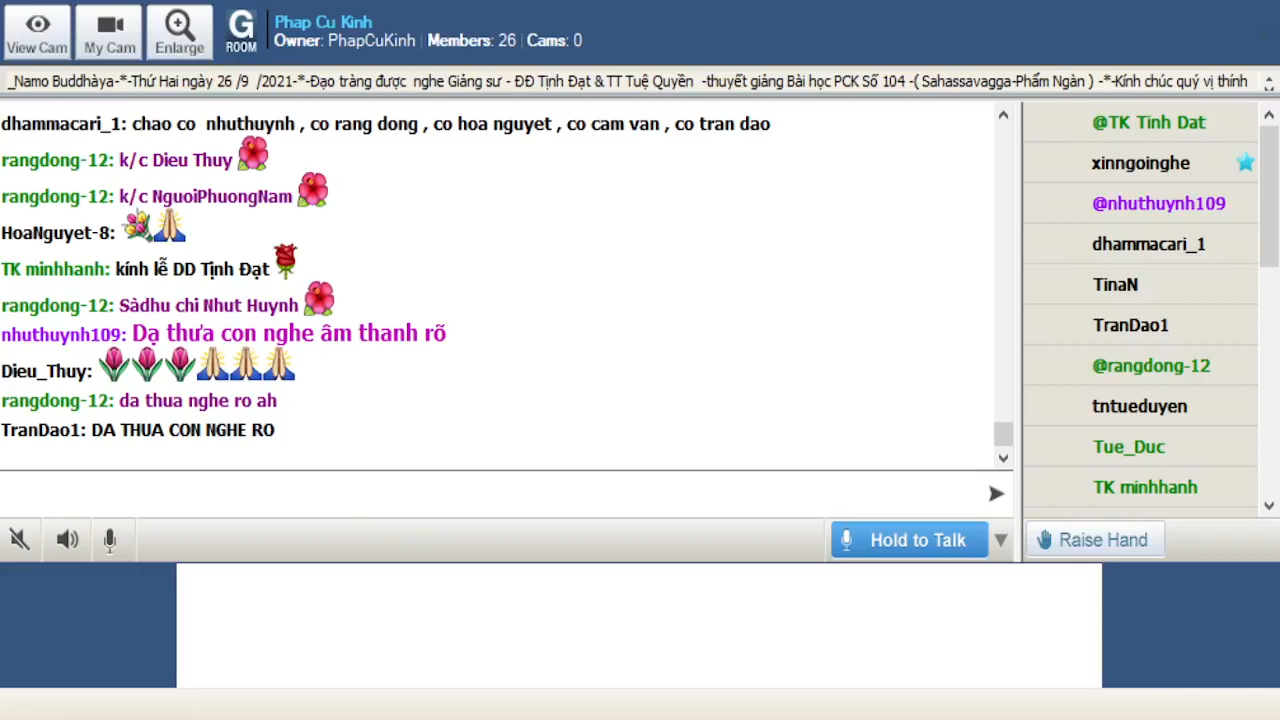 View Cam
My Cam
Enlarge
G
ROOM
Phap Cu Kinh
Owner: PhapCuKinh | Members: 26 | Cams: 0
_Namo Buddhàya-*-Thứ Hai ngày 26 /9 /2021-*-Đạo tràng được nghe Giảng sư - ĐĐ Tịnh Đạt & TT Tuệ Quyền -thuyết giảng Bài học PCK Số 104 -( Sahassavagga-Phẩm Ngàn ) -*-Kính chúc quý vị thính
dhammacari_1: chao co nhuthuynh , co rang dong , co hoa nguyet , co cam van , co tran dao
rangdong-12: k/c Dieu Thuy
rangdong-12: k/c NguoiPhuongNam
HoaNguyet-8:
TK minhhanh: kính lễ DD Tịnh Đạt
rangdong-12: Sàdhu chi Nhut Huynh
nhuthuynh109: Dạ thưa con nghe âm thanh rõ
Dieu_Thuy:
rangdong-12: da thua nghe ro ah
TranDao1: DA THUA CON NGHE RO
@TK Tinh Dat
xinngoinghe
@nhuthuynh109
dhammacari_1
TinaN
TranDao1
@rangdong-12
tntueduyen
Tue_Duc
TK minhhanh
Hold to Talk
Raise Hand